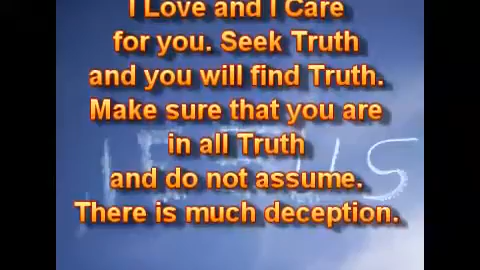 I Love and I Care
for you. Seek Truth
and you will find Truth.
Make sure that you are
in all Truth
and do not assume.
There is much deception.
JESUS